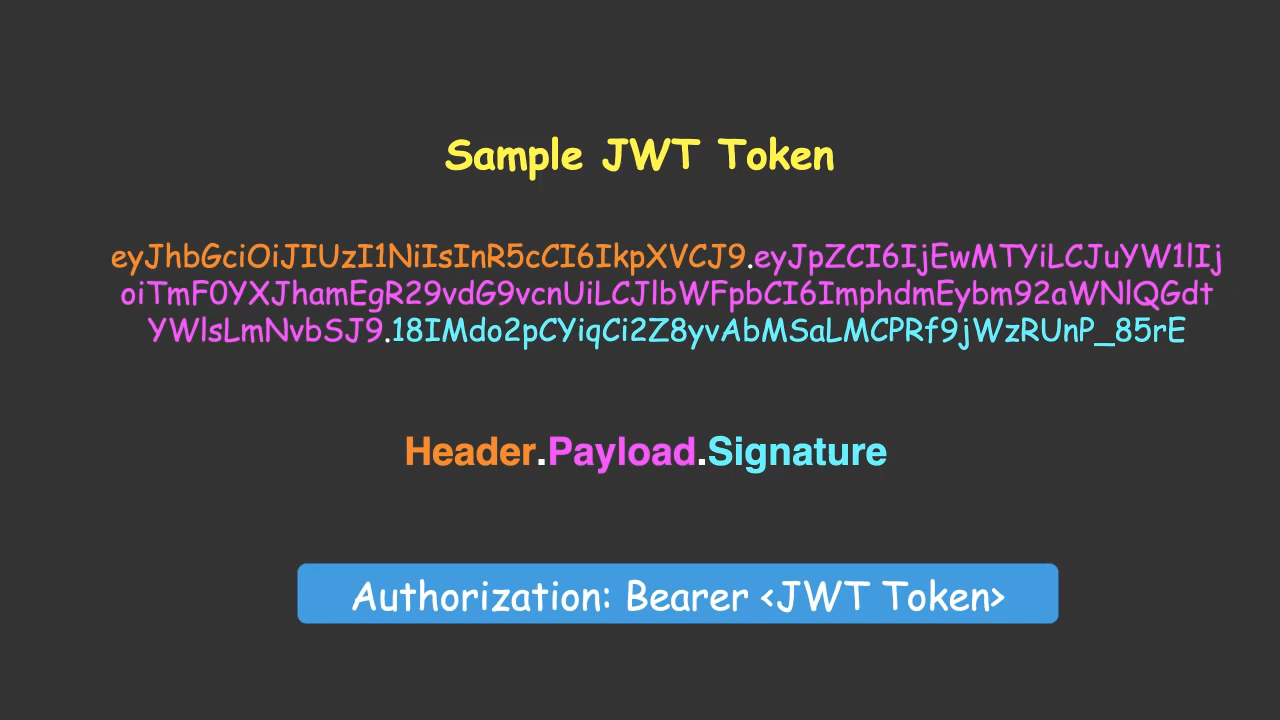 Sample JWT Token
eyJhbGciOiJIUzI1NiIsInR5cCI6IkpXVCJ9.eyJpZCI6IjEwMTYiLCJuYW1lIj
oiTmF0YXJhamEgR29vdG9vcnUiLCJlbWFpbCI6ImphdmEybm92aWNlQGdt
YWlsLmNvbSJ9.18IMdo2pCYiqCi2Z8yvAbMSaLMCPRf9jWzRUnP_85rE
Header.Payload.Signature
Authorization: Bearer <JWT Token>